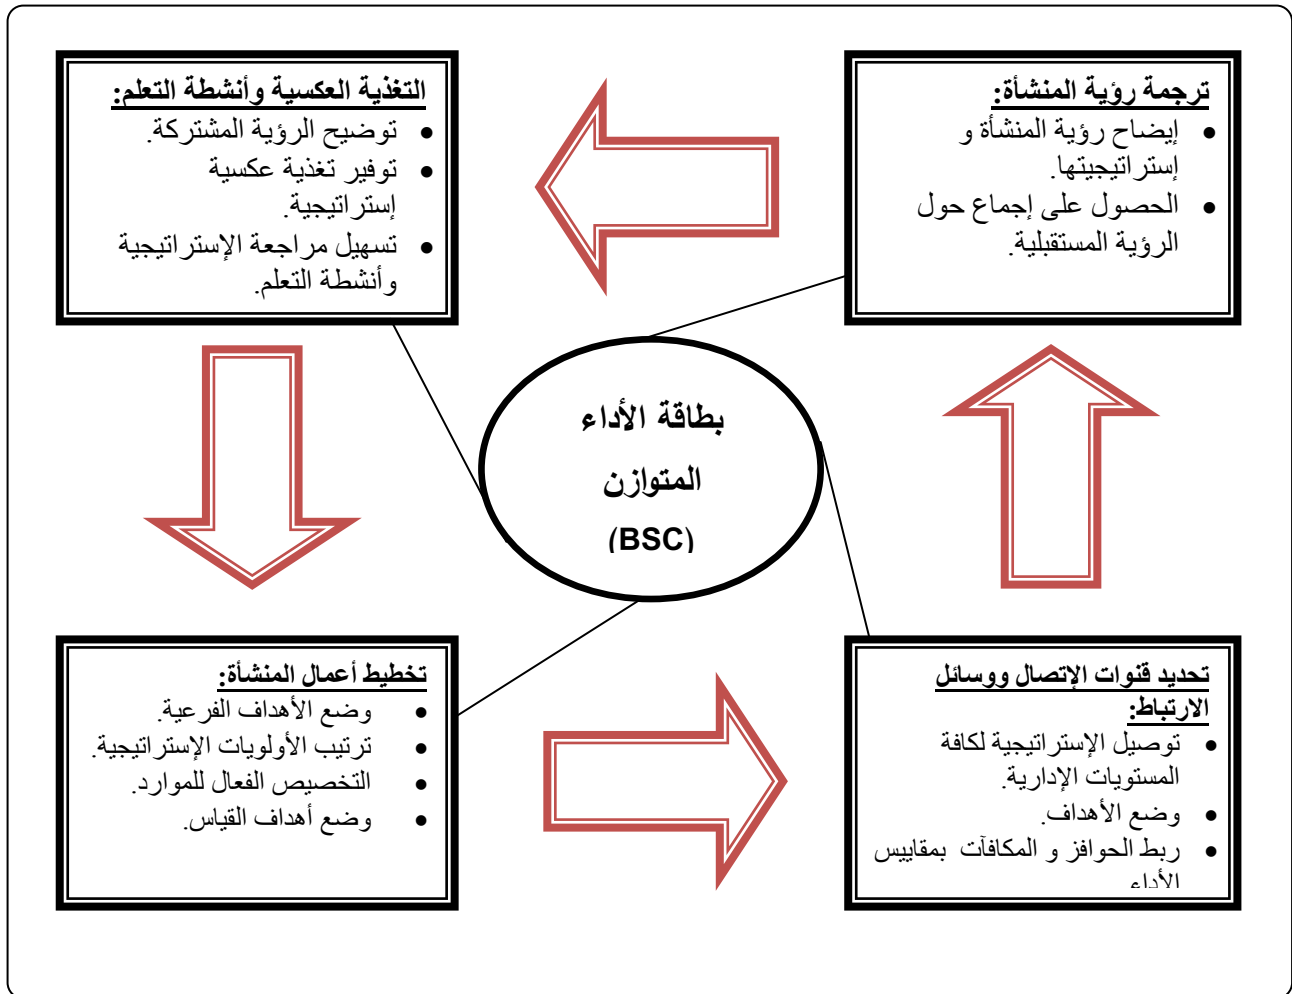 ترجمة رؤية المنشأة:
• إيضاح رؤية المنشأة و
إستراتيجيتها.
• الحصول على إجماع حول
الرؤية المستقبلية.
التغذية العكسية وأنشطة التعلم:
• توضيح الرؤية المشتركة.
• توفير تغذية عكسية
إستراتيجية.
• تسهيل مراجعة الإستراتيجية
وأنشطة التعلم.
بطاقة الأداء
المتوازن
(BSC)
تحديد قنوات الإتصال ووسائل
الارتباط:
• توصيل الإستراتيجية لكافة
المستويات الإدارية.
• وضع الأهداف.
• ربط الحوافز و المكافآت بمقاييس
الأداء
تخطيط أعمال المنشأة:
• وضع الأهداف الفرعية.
• ترتيب الأولويات الإستراتيجية.
• التخصيص الفعال للموارد.
• وضع أهداف القياس.